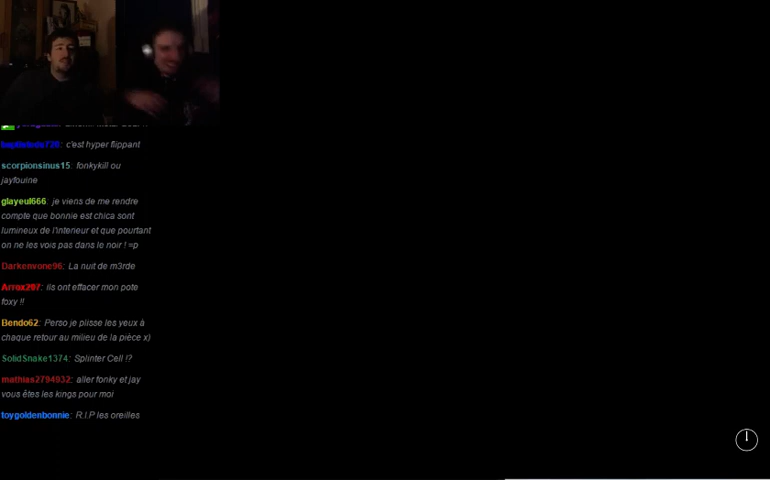 baptistedu720: c'est hyper flippant
scorpionsinus15: fonkykill ou
jayfouine
glayeul666: je viens de me rendre
compte que bonnie est chica sont
lumineux de l'interieur et que pourtant
on ne les vois pas dans le noir ! =p
Darkenvone96: La nuit de m3rde
Arrox207: Ils ont effacer mon pote
foxy !!
Bendo62: Perso je plisse les yeux à
chaque retour au milieu de la pièce x)
SolidSnake1374: Splinter Cell !?
mathias2794932: aller fonky et jay
vous êtes les kings pour moi
toygoldenbonnie: R.I.P les oreilles